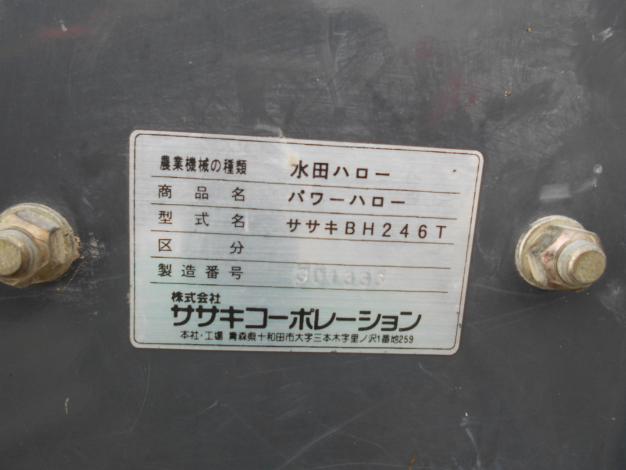 農業機械の種類 水田ハロー
商品名 パワーハロー
型式名 ササキBH246T
区分
製造番号
株式会社
ササキコーポレーション
本社・工場 青森県十和田市大字三本木字里ノ沢1番地259